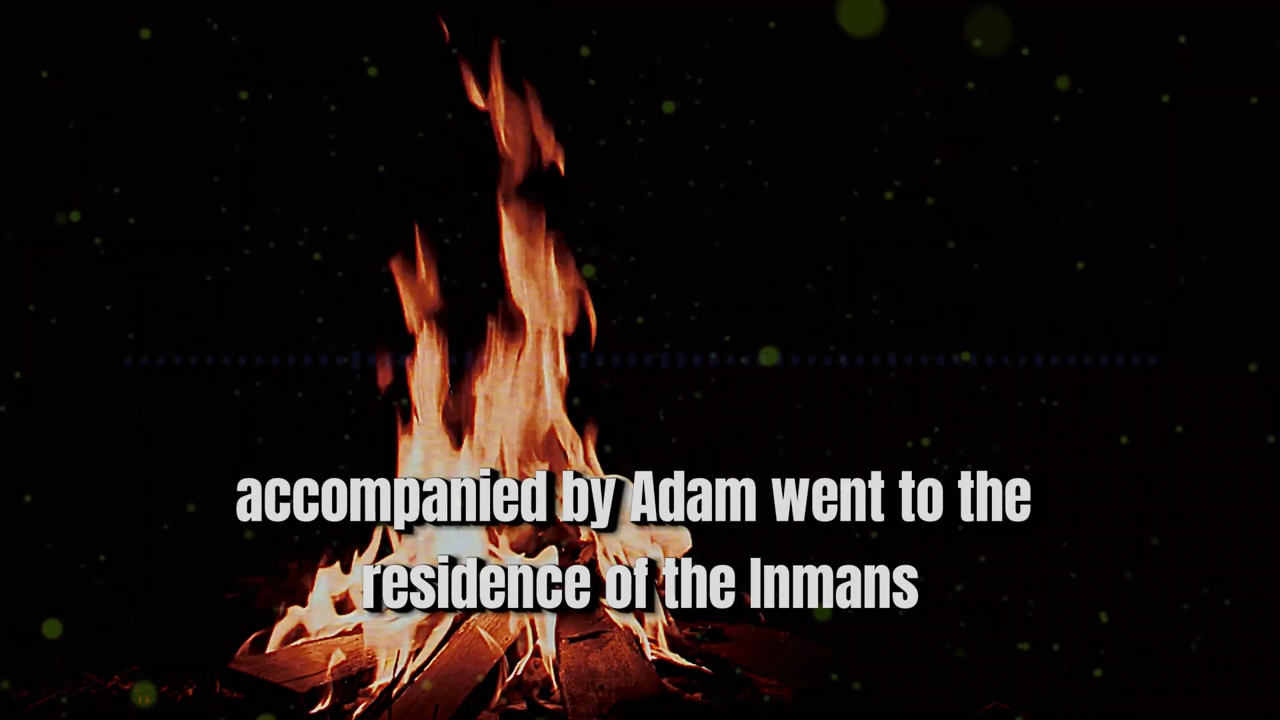 accompanied by Adam went to the
residence of the Inmans